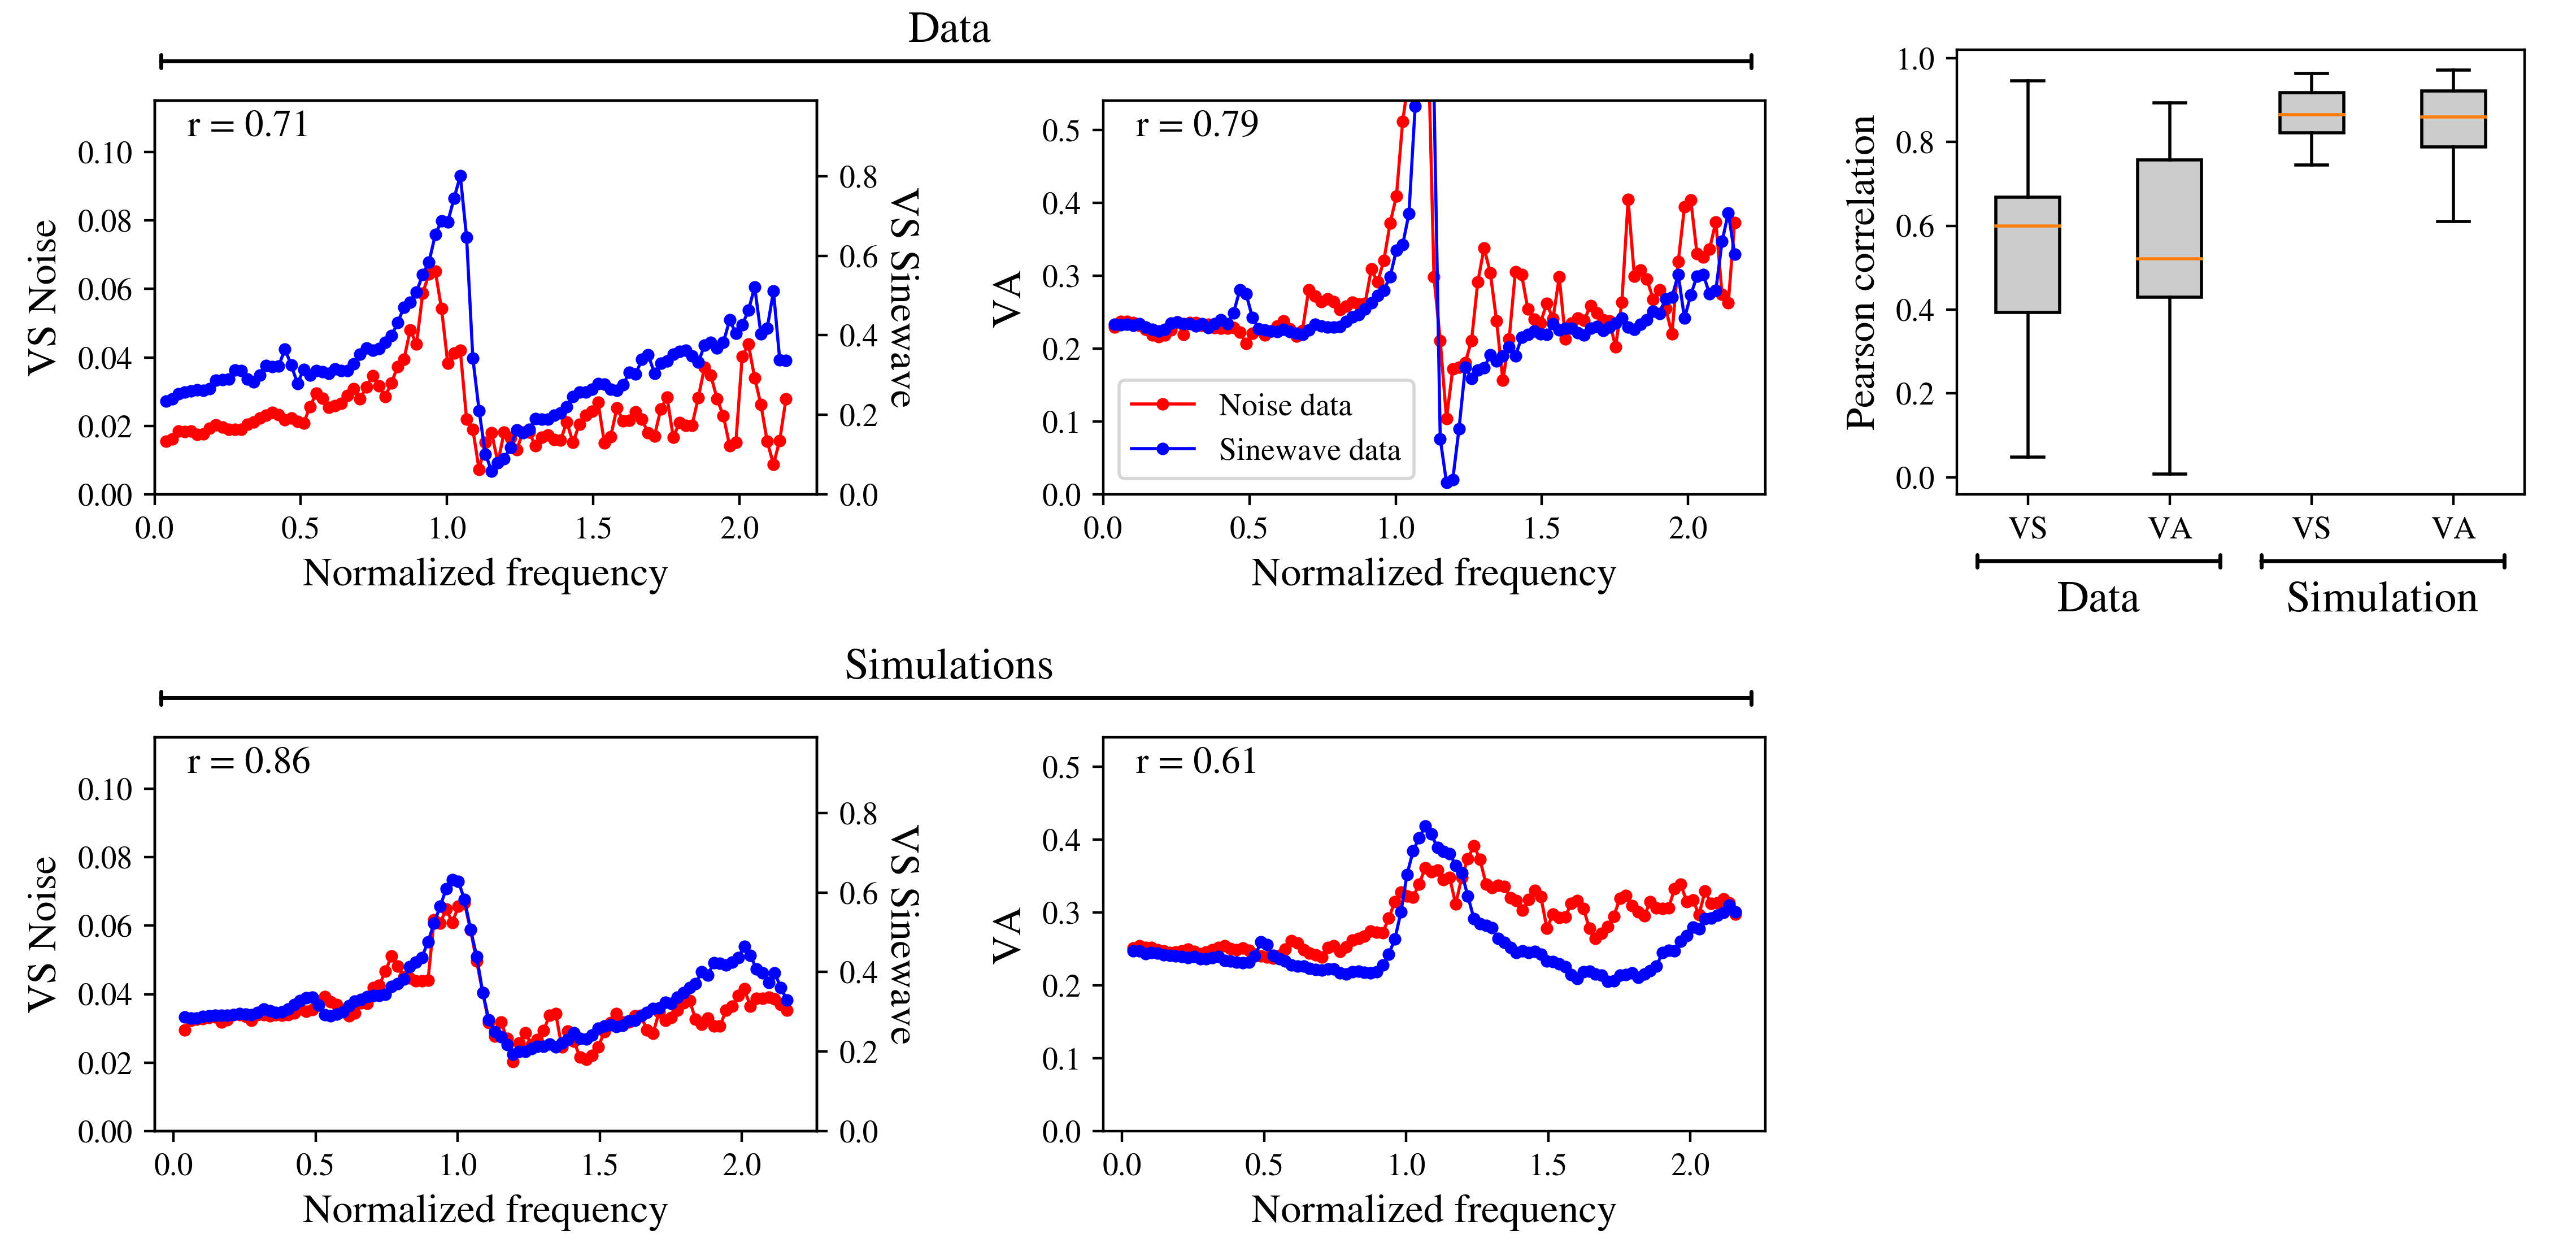 Data
r = 0.71
0.10
0.08
0.06
0.04
0.02
0.00
VS Noise
0.8
0.6
0.4
0.2
0.0
VS Sinewave
0.0 0.5 1.0 1.5 2.0
Normalized frequency
r = 0.79
0.5
0.4
0.3
0.2
0.1
0.0
VA
Noise data
Sinewave data
0.0 0.5 1.0 1.5 2.0
Normalized frequency
1.0
0.8
0.6
0.4
0.2
0.0
Pearson correlation
VS VA VS VA
Data Simulation
Simulations
r = 0.86
0.10
0.08
0.06
0.04
0.02
0.00
VS Noise
0.8
0.6
0.4
0.2
0.0
VS Sinewave
0.0 0.5 1.0 1.5 2.0
Normalized frequency
r = 0.61
0.5
0.4
0.3
0.2
0.1
0.0
VA
0.0 0.5 1.0 1.5 2.0
Normalized frequency